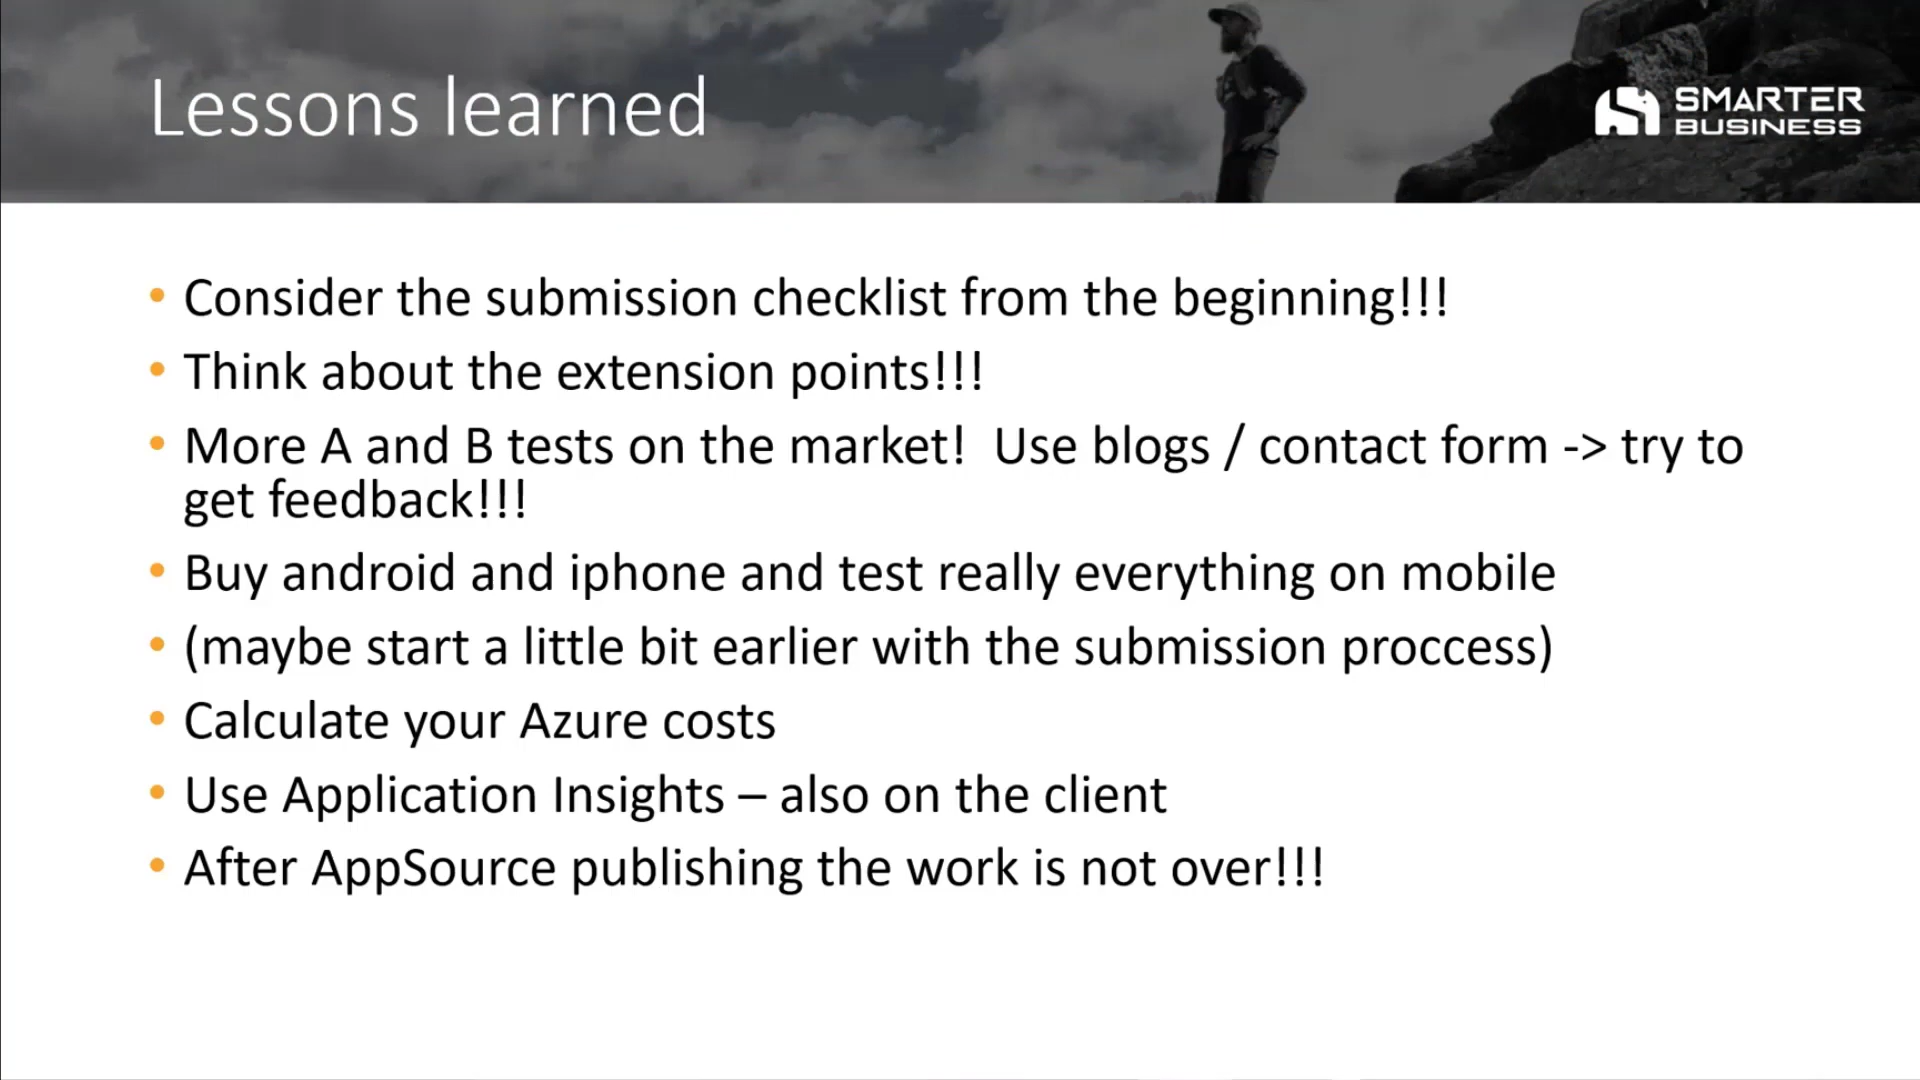 Lessons learned
SMARTER
BUSINESS
• Consider the submission checklist from the beginning!!!
• Think about the extension points!!!
• More A and B tests on the market!  Use blogs / contact form -> try to
get feedback!!!
• Buy android and iphone and test really everything on mobile
• (maybe start a little bit earlier with the submission proccess)
• Calculate your Azure costs
• Use Application Insights – also on the client
• After AppSource publishing the work is not over!!!